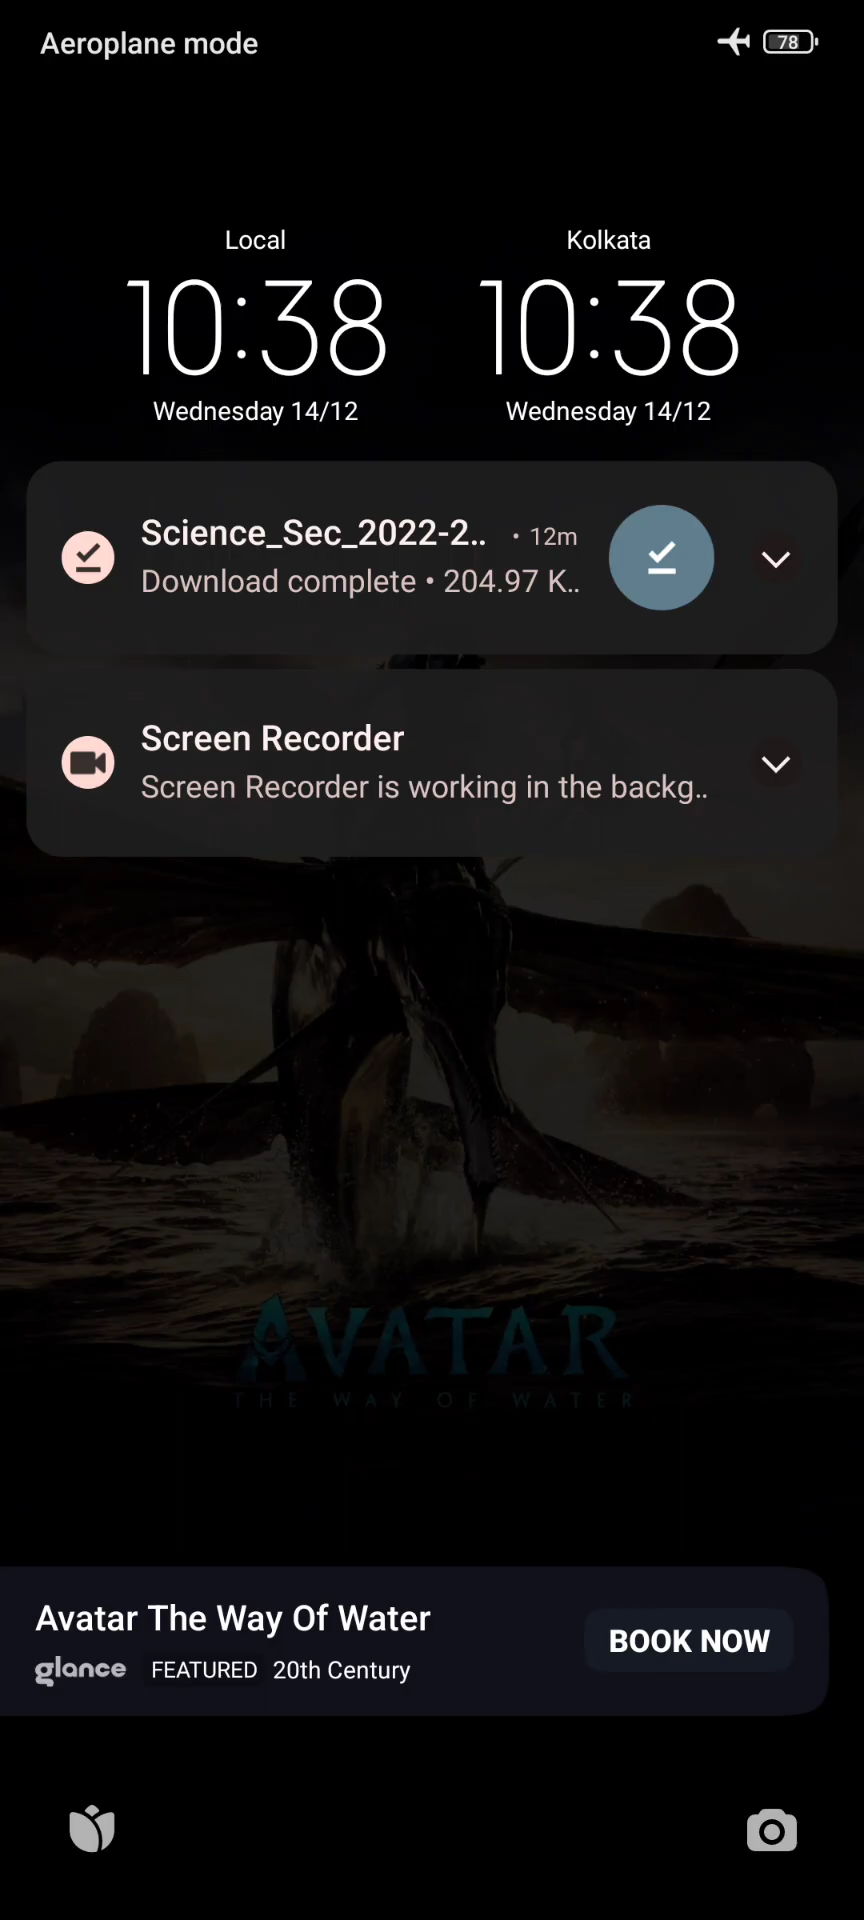 Aeroplane mode 78
Local Kolkata
10:38 10:38
Wednesday 14/12 Wednesday 14/12
Science_Sec_2022-2.. • 12m
Download complete • 204.97 K..
Screen Recorder
Screen Recorder is working in the backg..
AVATAR
THE WAY OF WATER
Avatar The Way Of Water
BOOK NOW
glance FEATURED 20th Century